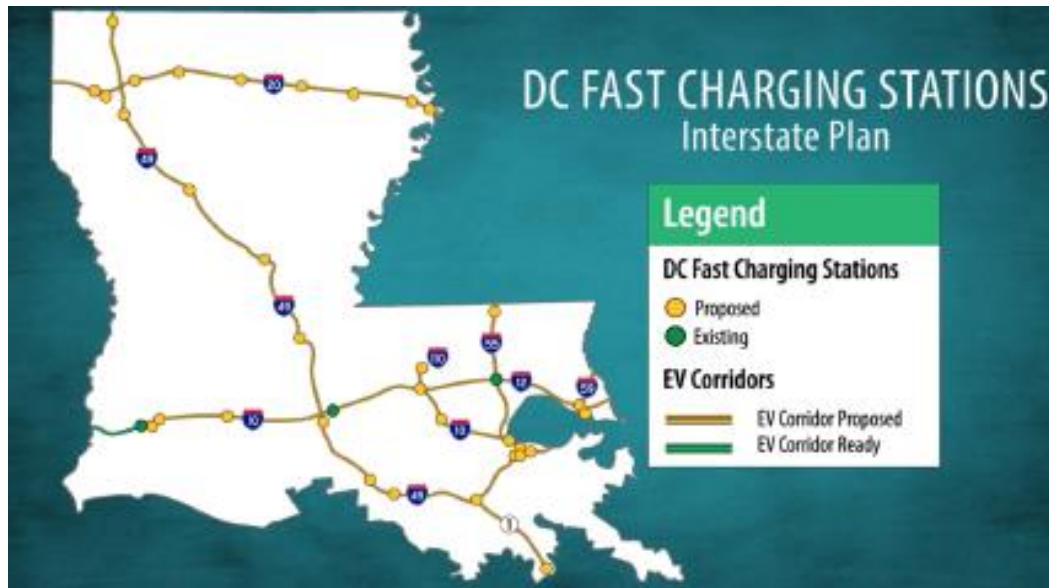 DC FAST CHARGING STATIONS
Interstate Plan
Legend
DC Fast Charging Stations
Proposed
Existing
EV Corridors
EV Corridor Proposed
EV Corridor Ready
20
49
49
110
55
12
59
10
10
49
1